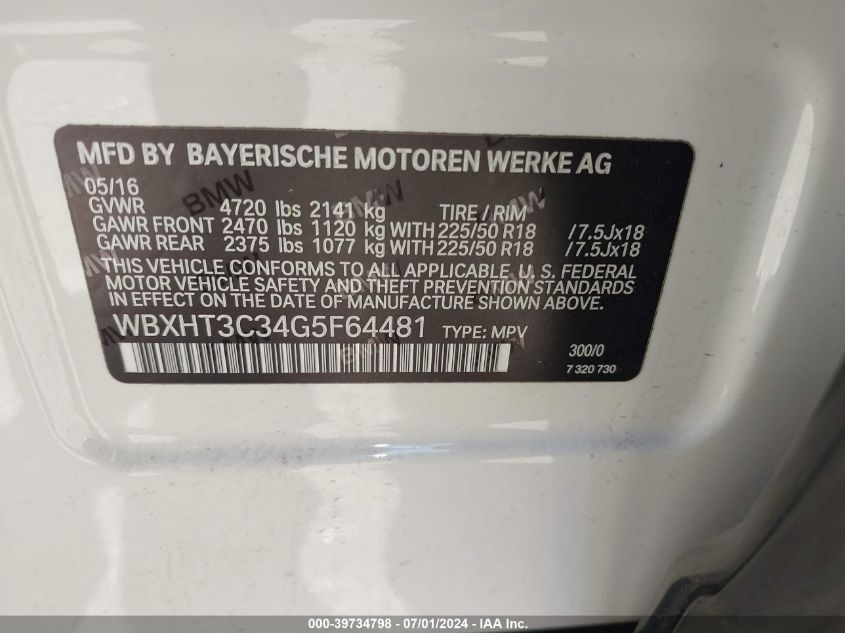 MFD BY BAYERISCHE MOTOREN WERKE AG
05/16
GVWR 4720 lbs 2141 kg TIRE / RIM
GAWR FRONT 2470 lbs 1120 kg WITH 225/50 R18 /7.5Jx18
GAWR REAR 2375 lbs 1077 kg WITH 225/50 R18 /7.5Jx18
THIS VEHICLE CONFORMS TO ALL APPLICABLE U. S. FEDERAL
MOTOR VEHICLE SAFETY AND THEFT PREVENTION STANDARDS
IN EFFECT ON THE DATE OF MANUFACTURE SHOWN ABOVE.
WBXHT3C34G5F64481 TYPE: MPV
300/0
7 320 730
BMW
BMW
BMW
000-39734798 - 07/01/2024 - IAA Inc.